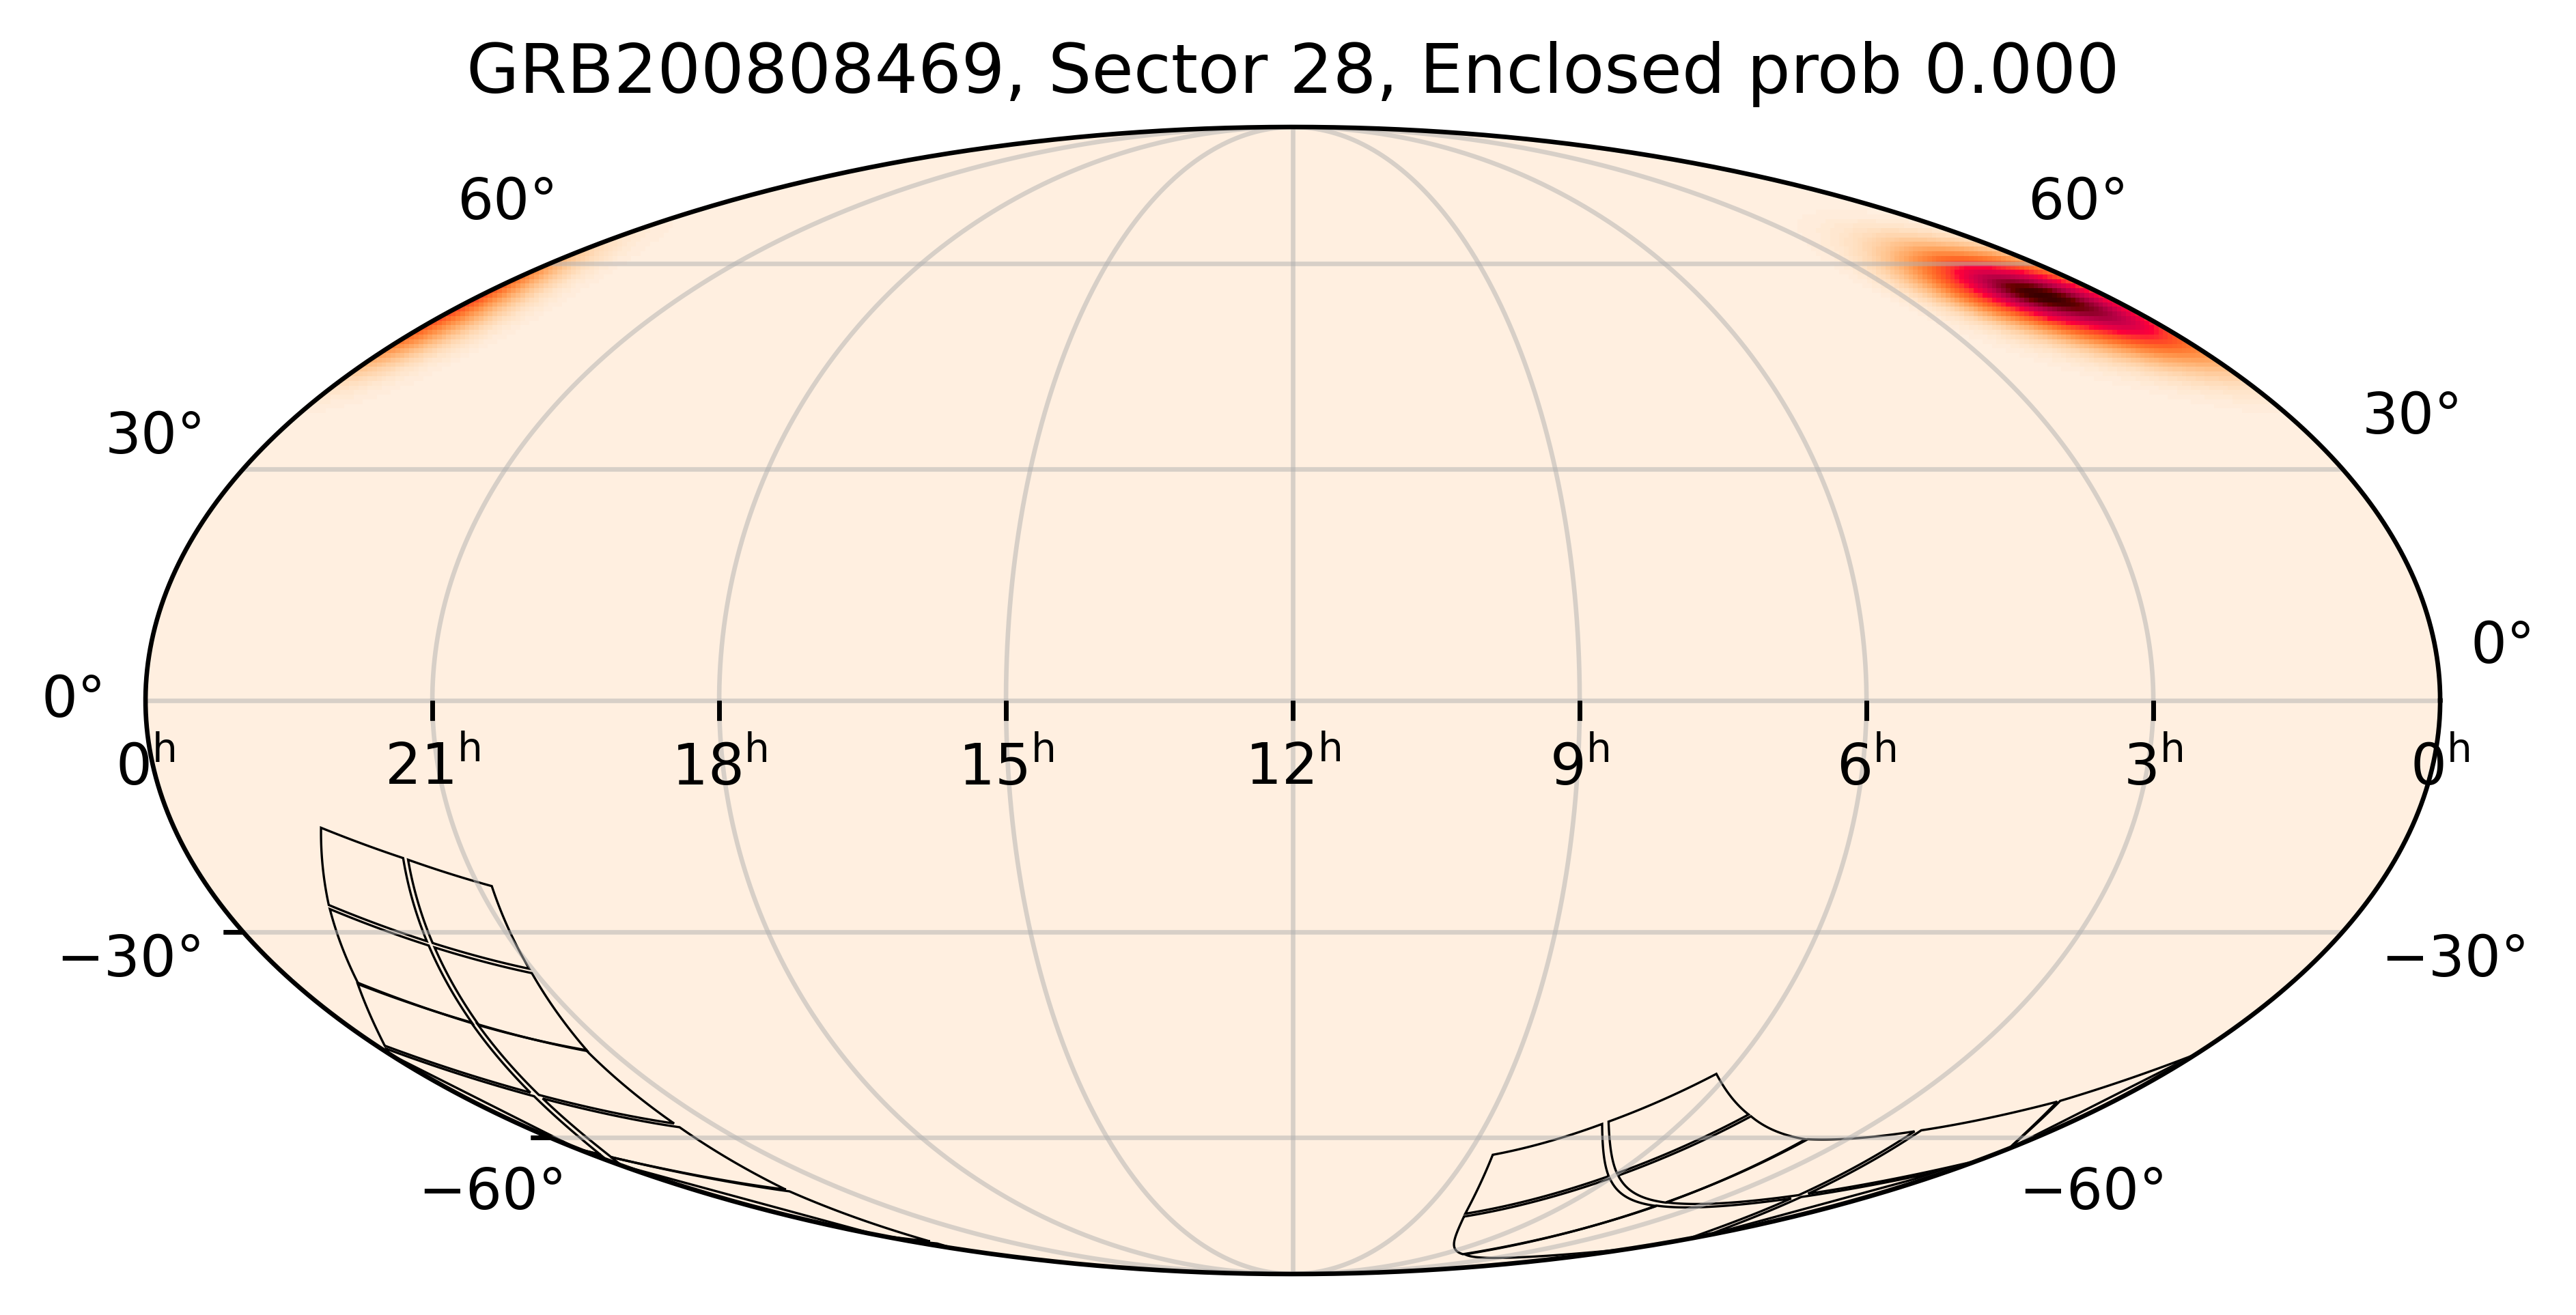 GRB200808469, Sector 28, Enclosed prob 0.000
60° 60°
30° 30°
0° 0°
0ʰ 21ʰ 18ʰ 15ʰ 12ʰ 9ʰ 6ʰ 3ʰ 0ʰ
−30° −30°
−60° −60°